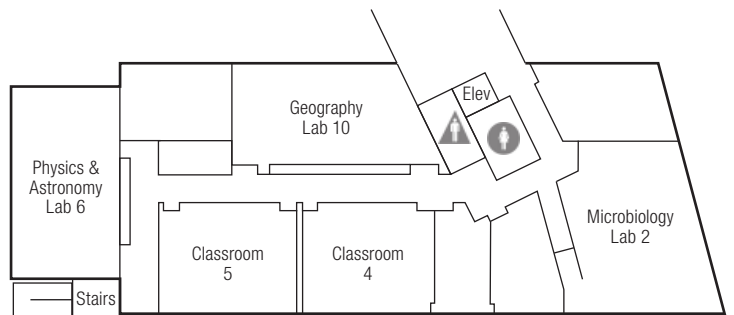 Elev
Geography
Lab 10
Physics &
Astronomy
Lab 6
Microbiology
Lab 2
Classroom
5
Classroom
4
Stairs